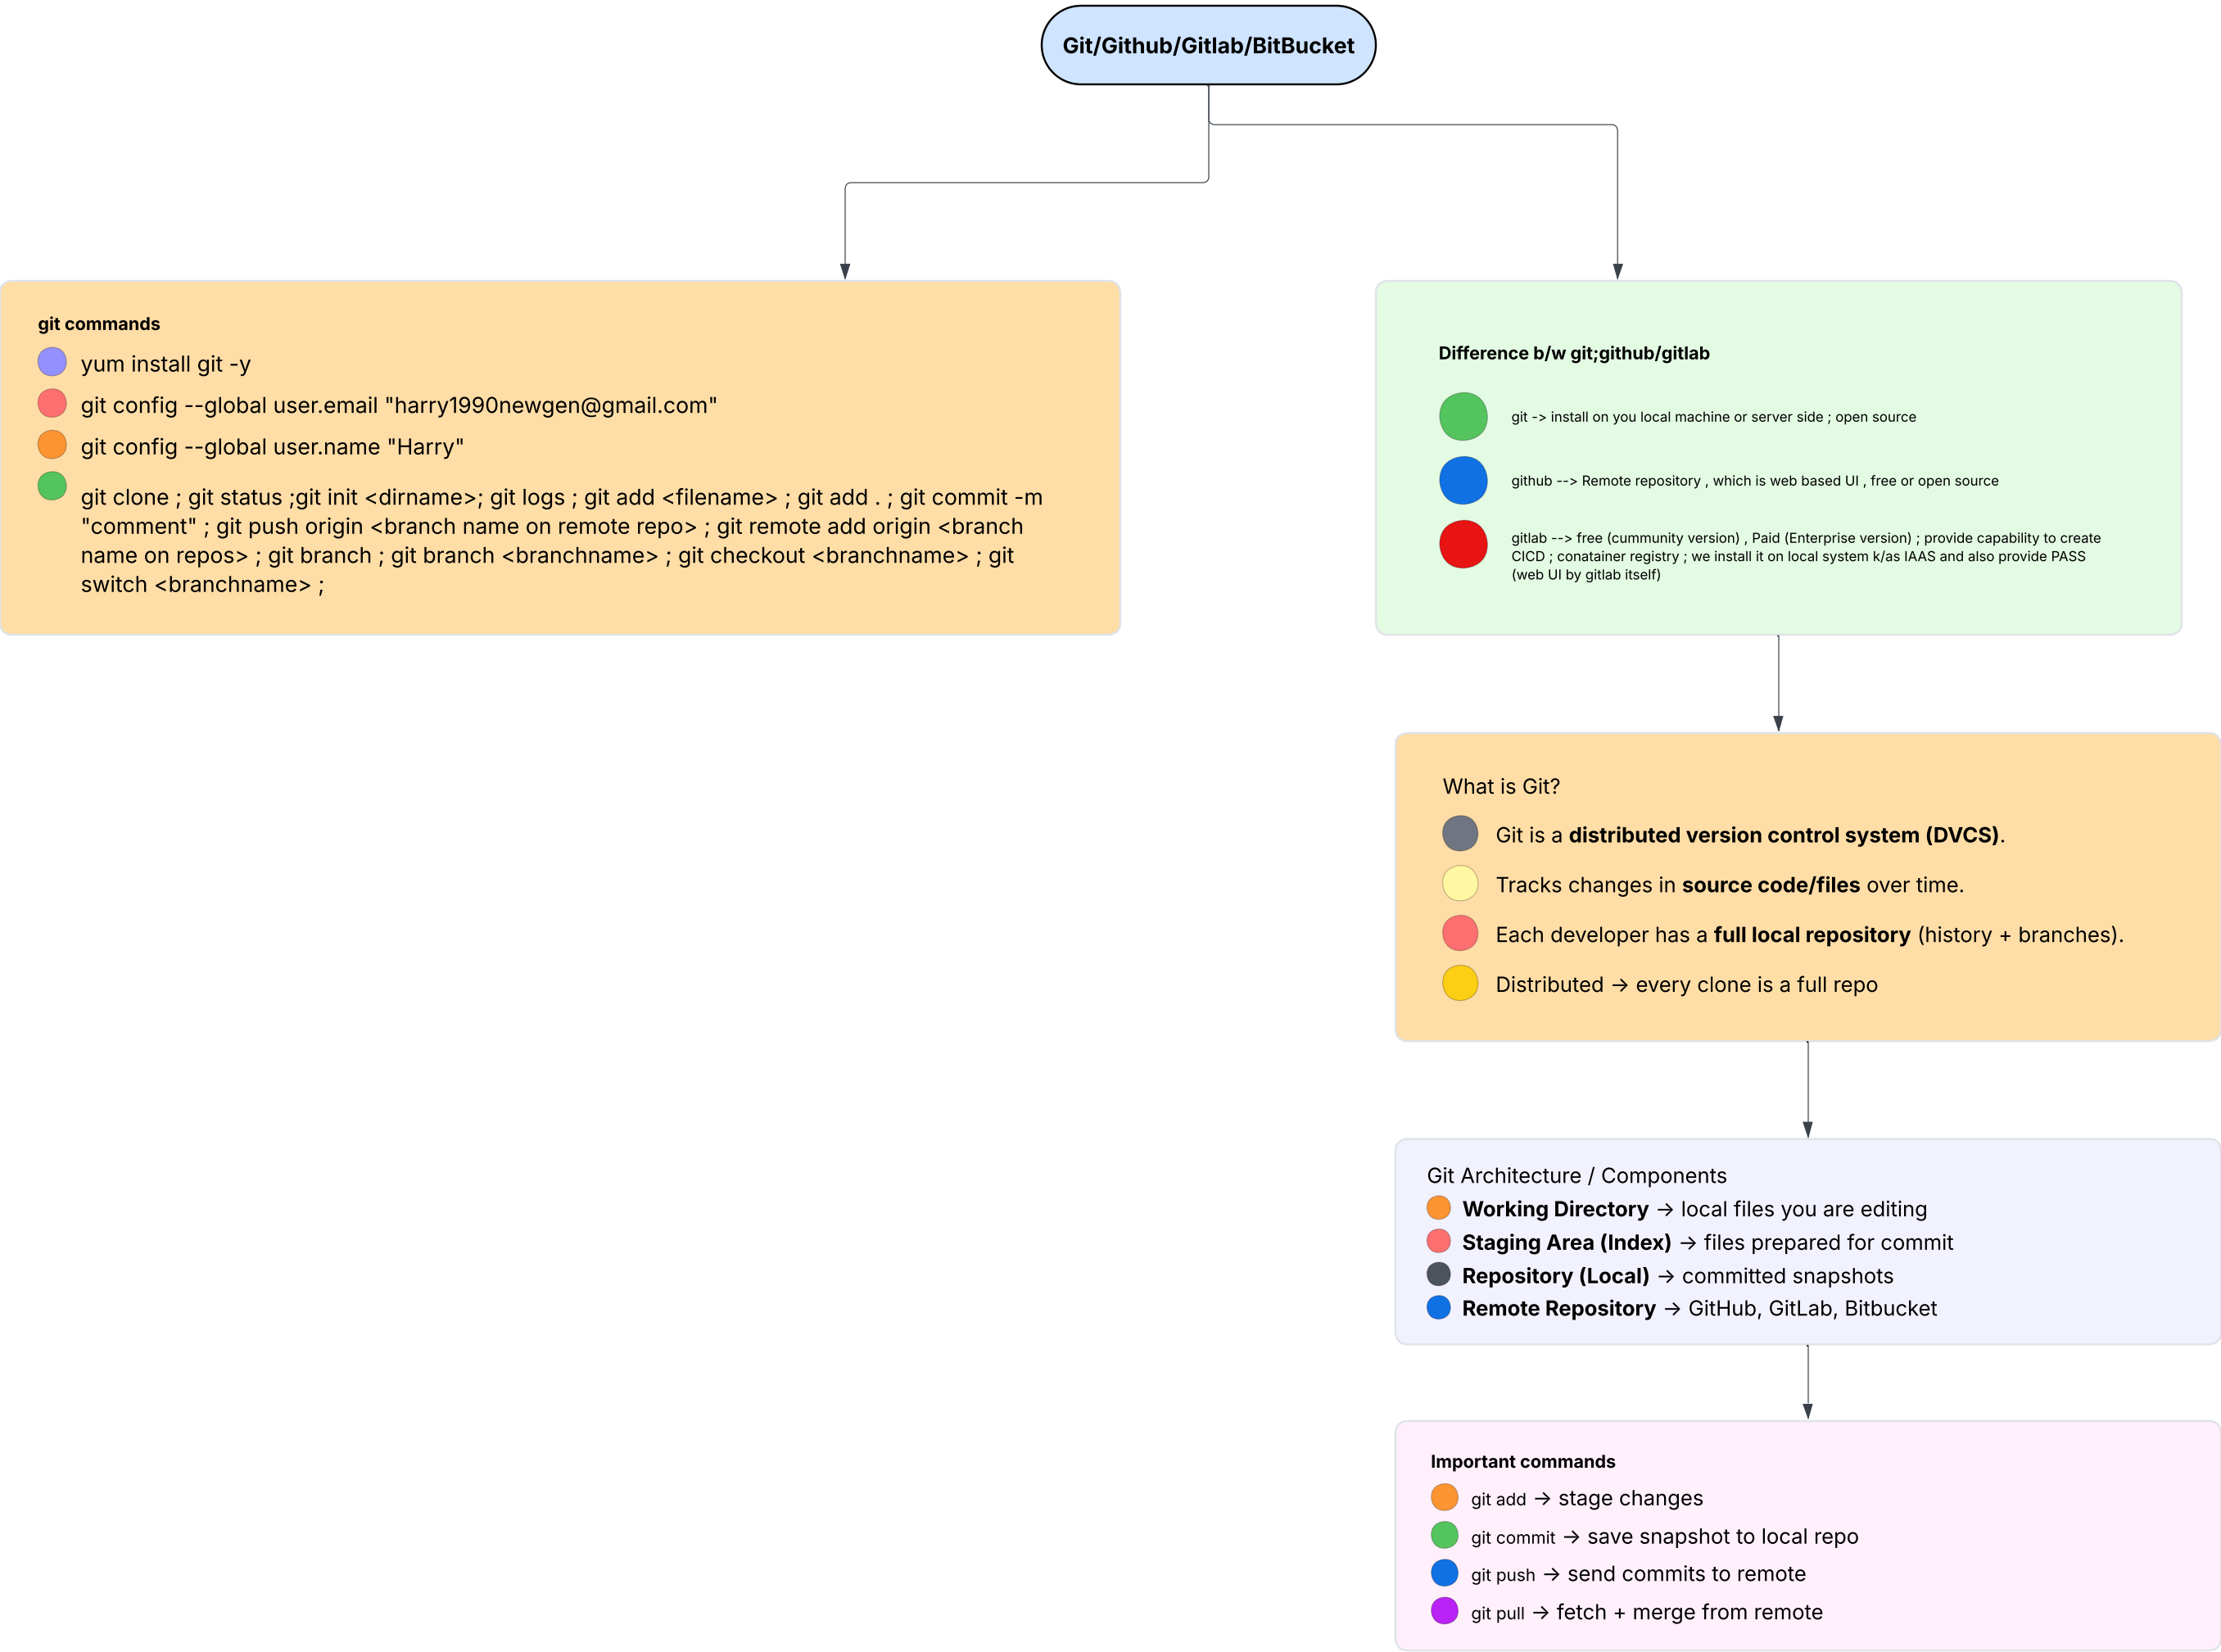 Git/Github/Gitlab/BitBucket
git commands
yum install git -y
git config --global user.email "harry1990newgen@gmail.com"
git config --global user.name "Harry"
git clone ; git status ;git init <dirname>; git logs ; git add <filename> ; git add . ; git commit -m
"comment" ; git push origin <branch name on remote repo> ; git remote add origin <branch
name on repos> ; git branch ; git branch <branchname> ; git checkout <branchname> ; git
switch <branchname> ;
Difference b/w git;github/gitlab
git -> install on you local machine or server side ; open source
github --> Remote repository , which is web based UI , free or open source
gitlab --> free (cummunity version) , Paid (Enterprise version) ; provide capability to create
CICD ; conatainer registry ; we install it on local system k/as IAAS and also provide PASS
(web UI by gitlab itself)
What is Git?
Git is a distributed version control system (DVCS).
Tracks changes in source code/files over time.
Each developer has a full local repository (history + branches).
Distributed → every clone is a full repo
Git Architecture / Components
Working Directory → local files you are editing
Staging Area (Index) → files prepared for commit
Repository (Local) → committed snapshots
Remote Repository → GitHub, GitLab, Bitbucket
Important commands
git add → stage changes
git commit → save snapshot to local repo
git push → send commits to remote
git pull → fetch + merge from remote